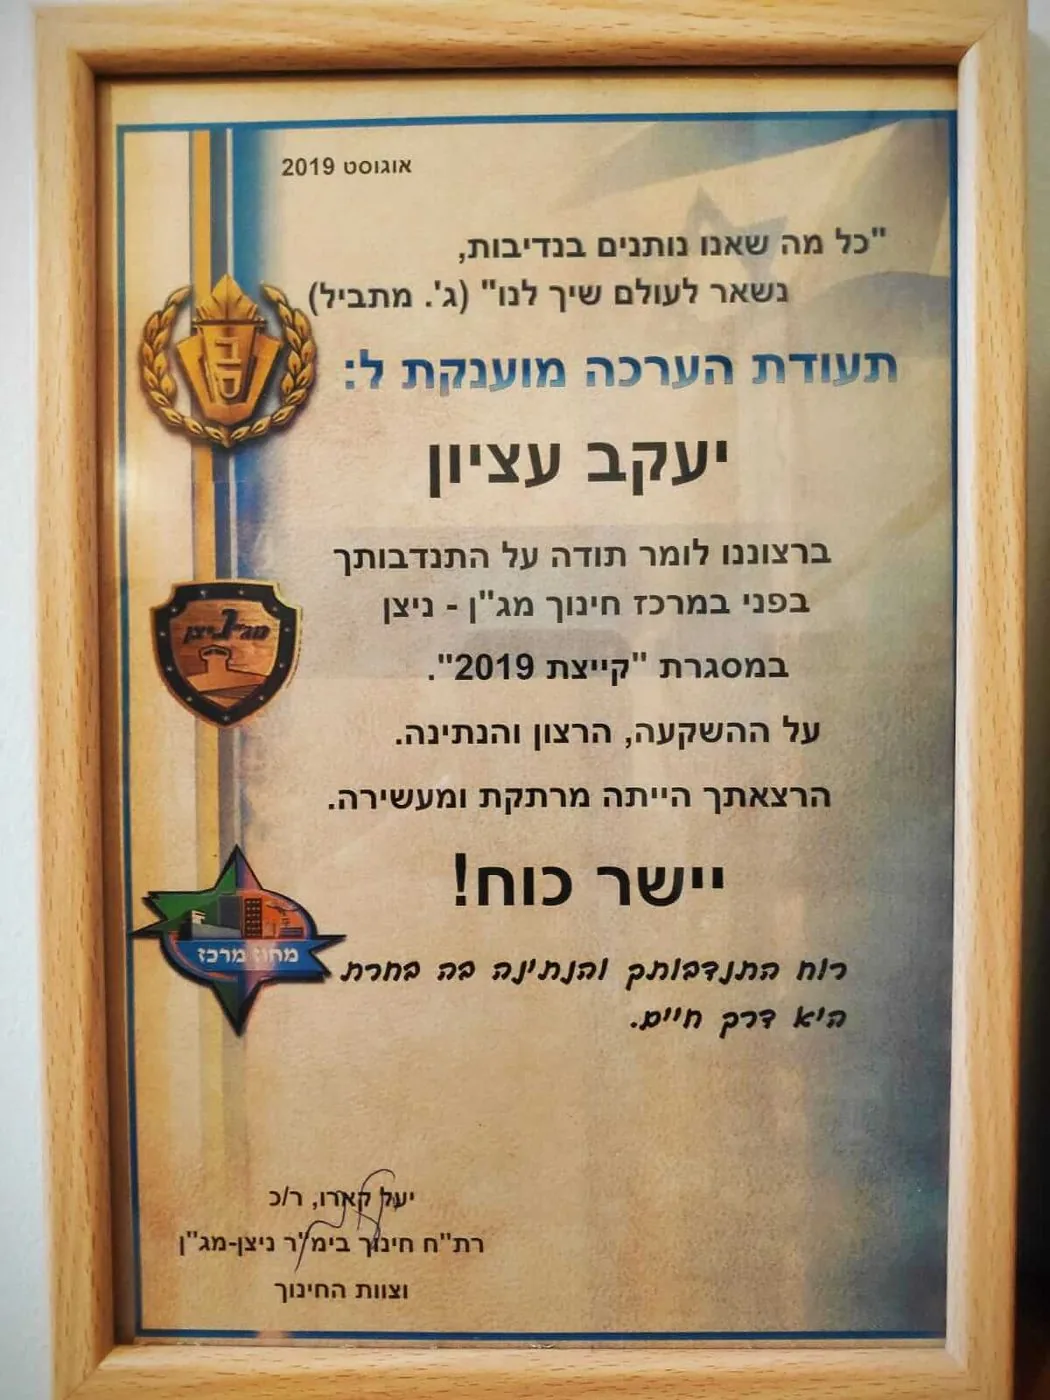 אוגוסט 2019
"כל מה שאנו נותנים בנדיבות,
נשאר לעולם שיך לנו" (ג'. מתביל)
תעודת הערכה מוענקת ל:
יעקב עציון
ברצוננו לומר תודה על התנדבותך
בפני במרכז חינוך מג"ן - ניצן
במסגרת "קייצת 2019".
על ההשקעה, הרצון והנתינה.
הרצאתך הייתה מרתקת ומעשירה.
יישר כוח!
רוח התנדבותך והנתינה בה בחרת
היא דרך חיים.
יעל קארו, ר/כ
רת"ח חינוך בימ"ר ניצן-מג"ן
וצוות החינוך
שב
ס
מג"ן ניצן
מחוז מרכז